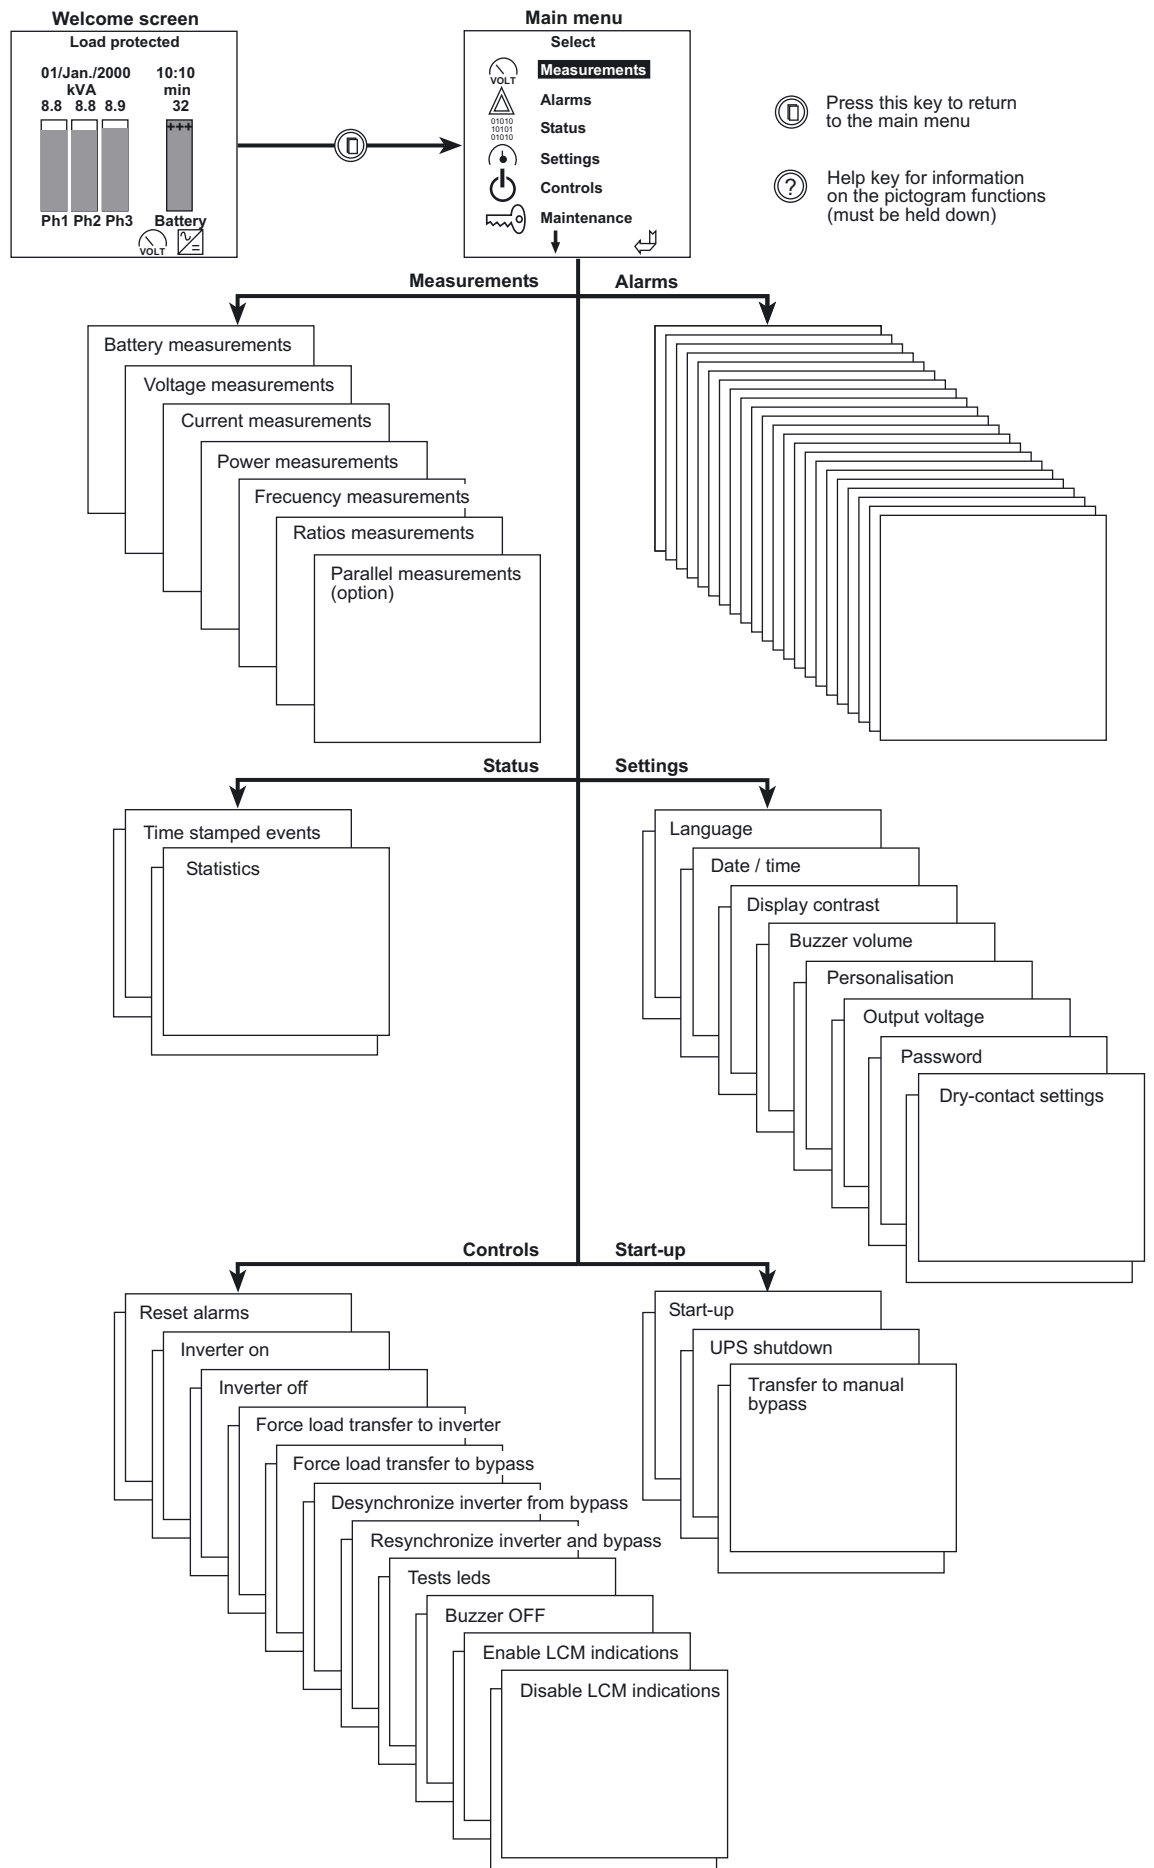 Welcome screen
Load protected
01/Jan./2000 10:10
kVA min
8.8 8.8 8.9 32
+++
Ph1 Ph2 Ph3 Battery
VOLT
Main menu
Select
VOLT
Measurements
Alarms
01010
10101
01010
Status
Settings
Controls
Maintenance
Press this key to return
to the main menu
?
Help key for information
on the pictogram functions
(must be held down)
Measurements
Battery measurements
Voltage measurements
Current measurements
Power measurements
Frecuency measurements
Ratios measurements
Parallel measurements
(option)
Alarms
Status
Time stamped events
Statistics
Settings
Language
Date / time
Display contrast
Buzzer volume
Personalisation
Output voltage
Password
Dry-contact settings
Controls
Reset alarms
Inverter on
Inverter off
Force load transfer to inverter
Force load transfer to bypass
Desynchronize inverter from bypass
Resynchronize inverter and bypass
Tests leds
Buzzer OFF
Enable LCM indications
Disable LCM indications
Start-up
Start-up
UPS shutdown
Transfer to manual
bypass